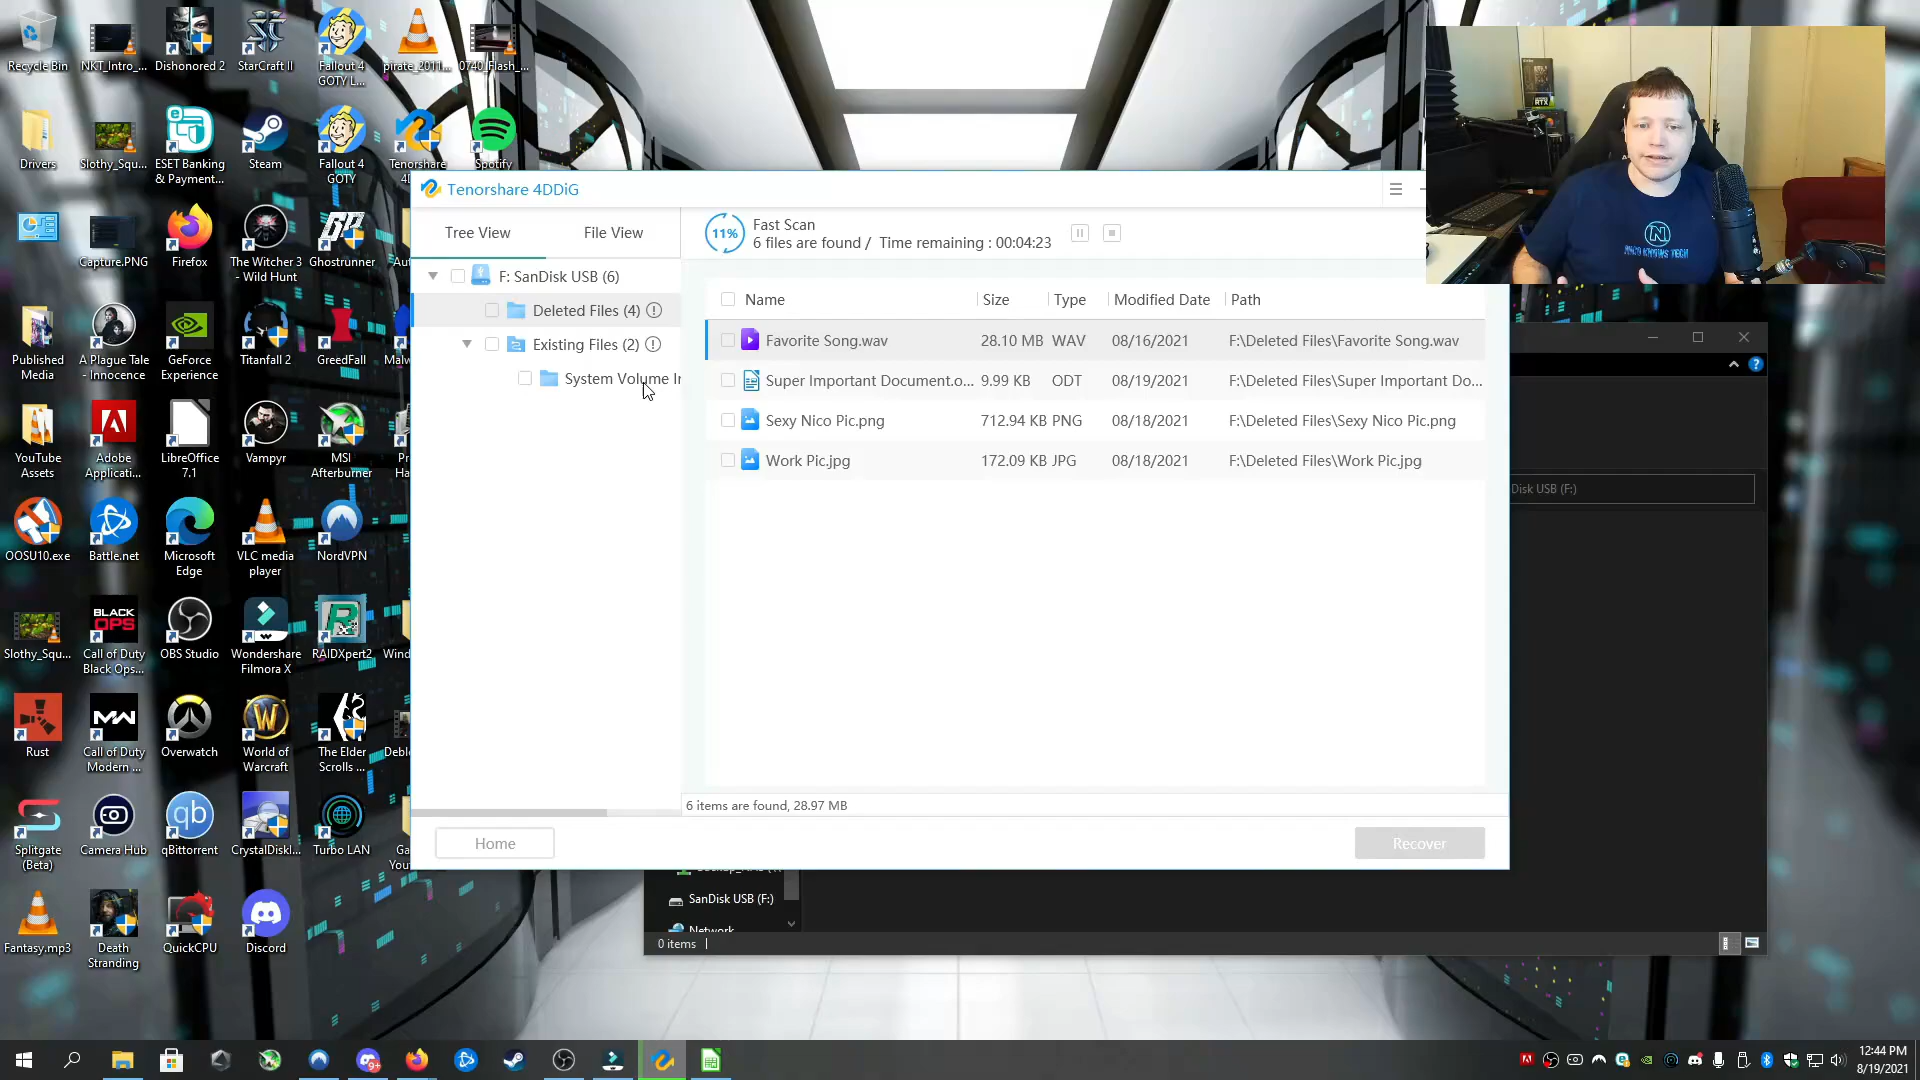 Recycle Bin
NKT_Intro_...
Dishonored 2
StarCraft II
Fallout 4
GOTY L...
pirate_2011...
0740_Flash_...
Drivers
Slothy_Squ...
ESET Banking
& Payment...
Steam
Fallout 4
GOTY
Tenorshare
Spotify
Capture.PNG
Firefox
The Witcher 3
- Wild Hunt
Ghostrunner
Published
Media
A Plague Tale
- Innocence
GeForce
Experience
Titanfall 2
GreedFall
YouTube
Assets
Adobe
Applicati...
LibreOffice
7.1
Vampyr
MSI
Afterburner
OOSU10.exe
Battle.net
Microsoft
Edge
VLC media
player
NordVPN
Slothy_Squ...
BLACK
OPS
Call of Duty
Black Ops...
OBS Studio
Wondershare
Filmora X
RAIDXpert2
Wind
Rust
Call of Duty
Modern ...
Overwatch
World of
Warcraft
The Elder
Scrolls ...
Debl
Splitgate
(Beta)
Camera Hub
qBittorrent
CrystalDiskI...
Turbo LAN
Fantasy.mp3
Death
Stranding
QuickCPU
Discord
Tenorshare 4DDiG
Tree View
File View
11%
Fast Scan
6 files are found / Time remaining : 00:04:23
F: SanDisk USB (6)
Deleted Files (4)
Existing Files (2)
System Volume Ir
Name Size Type Modified Date Path
Favorite Song.wav 28.10 MB WAV 08/16/2021 F:\Deleted Files\Favorite Song.wav
Super Important Document.o... 9.99 KB ODT 08/19/2021 F:\Deleted Files\Super Important Do...
Sexy Nico Pic.png 712.94 KB PNG 08/18/2021 F:\Deleted Files\Sexy Nico Pic.png
Work Pic.jpg 172.09 KB JPG 08/18/2021 F:\Deleted Files\Work Pic.jpg
6 items are found, 28.97 MB
Home
Recover
Disk USB (F:)
SanDisk USB (F:)
Network
0 items
NICO KNOWS TECH
RTX
12:44 PM
8/19/2021